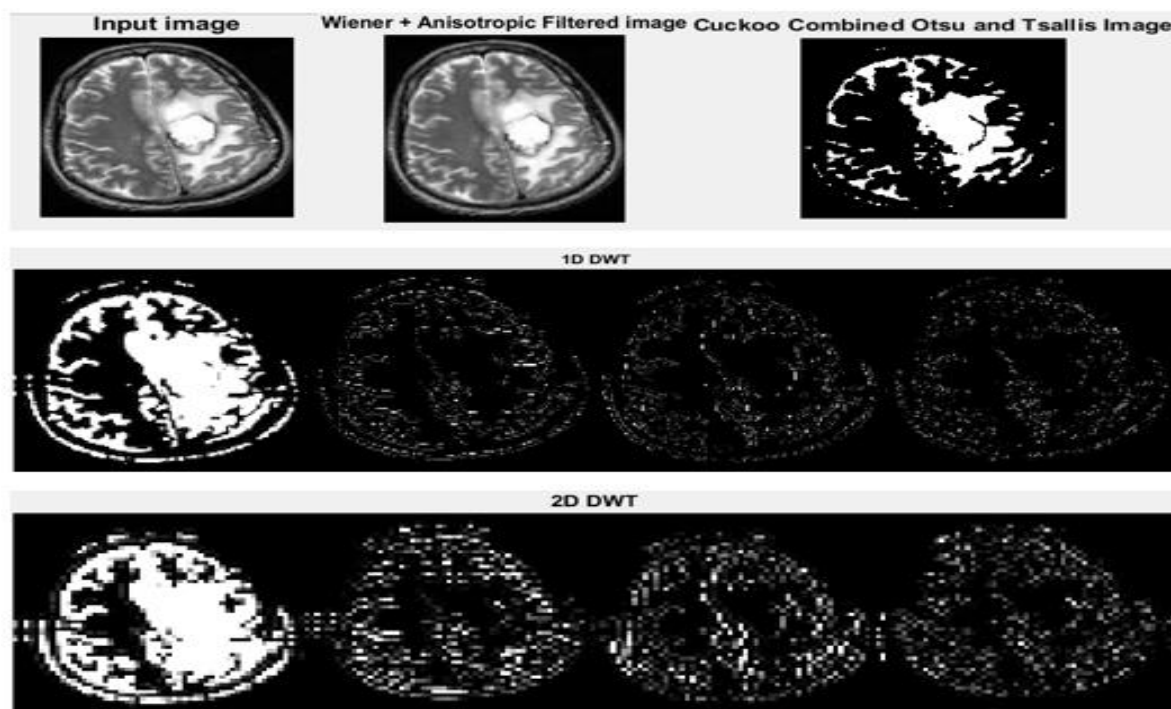 Input image
Wiener + Anisotropic Filtered image
Cuckoo Combined Otsu and Tsallis Image
1D DWT
2D DWT